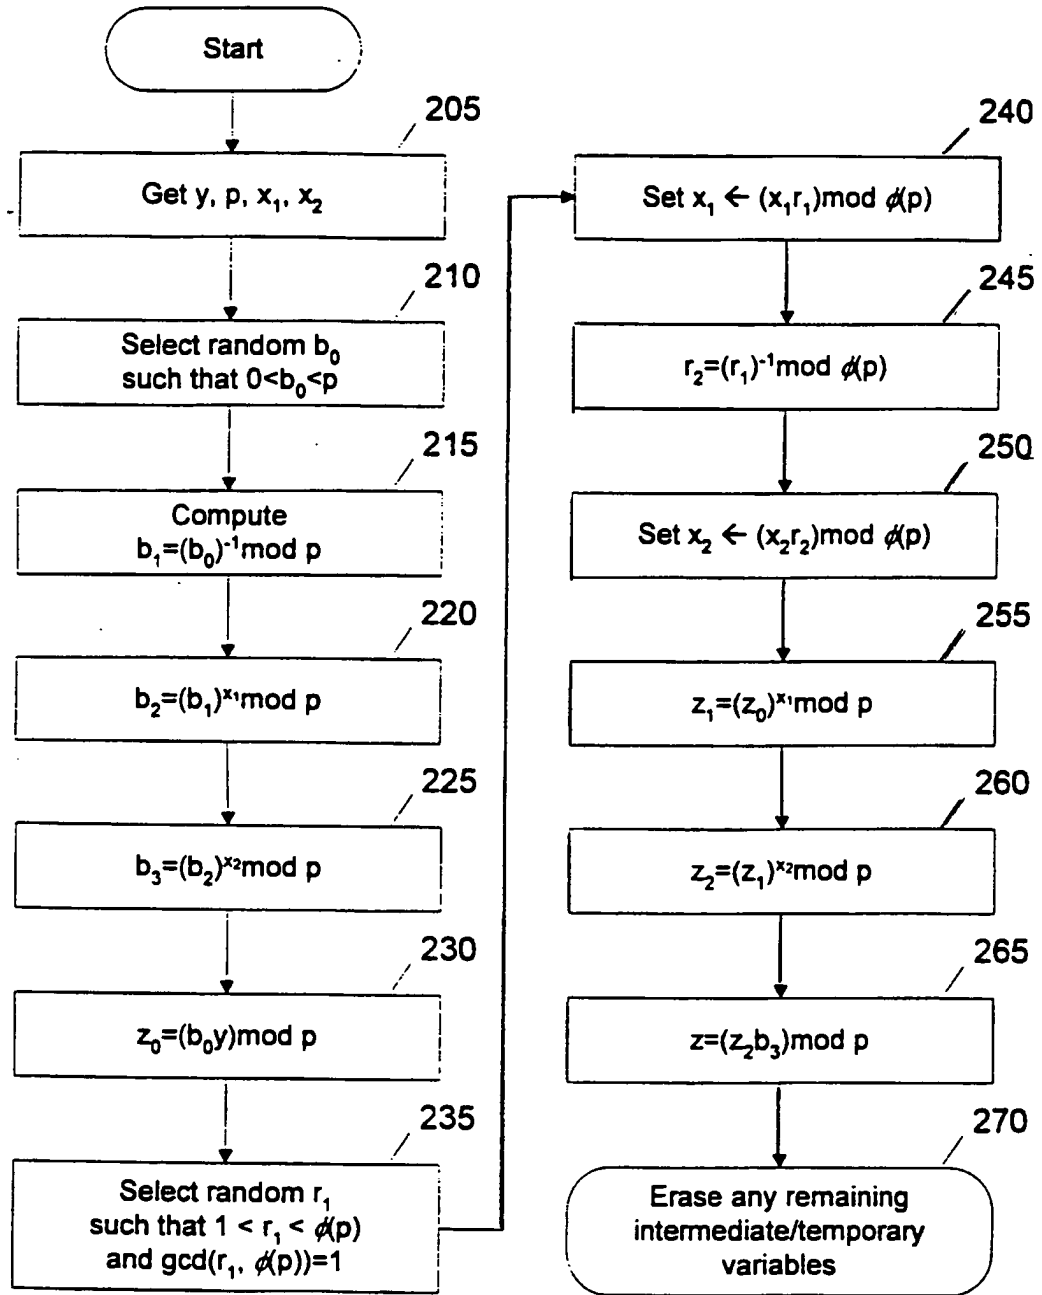 Start
205
Get y, p, x₁, x₂
210
Select random b₀
such that 0<b₀<p
215
Compute
b₁=(b₀)⁻¹mod p
220
b₂=(b₁)^x₁mod p
225
b₃=(b₂)^x₂mod p
230
z₀=(b₀y)mod p
235
Select random r₁
such that 1 < r₁ < ϕ(p)
and gcd(r₁, ϕ(p))=1
240
Set x₁ ← (x₁r₁)mod ϕ(p)
245
r₂=(r₁)⁻¹mod ϕ(p)
250
Set x₂ ← (x₂r₂)mod ϕ(p)
255
z₁=(z₀)^x₁mod p
260
z₂=(z₁)^x₂mod p
265
z=(z₂b₃)mod p
270
Erase any remaining
intermediate/temporary
variables